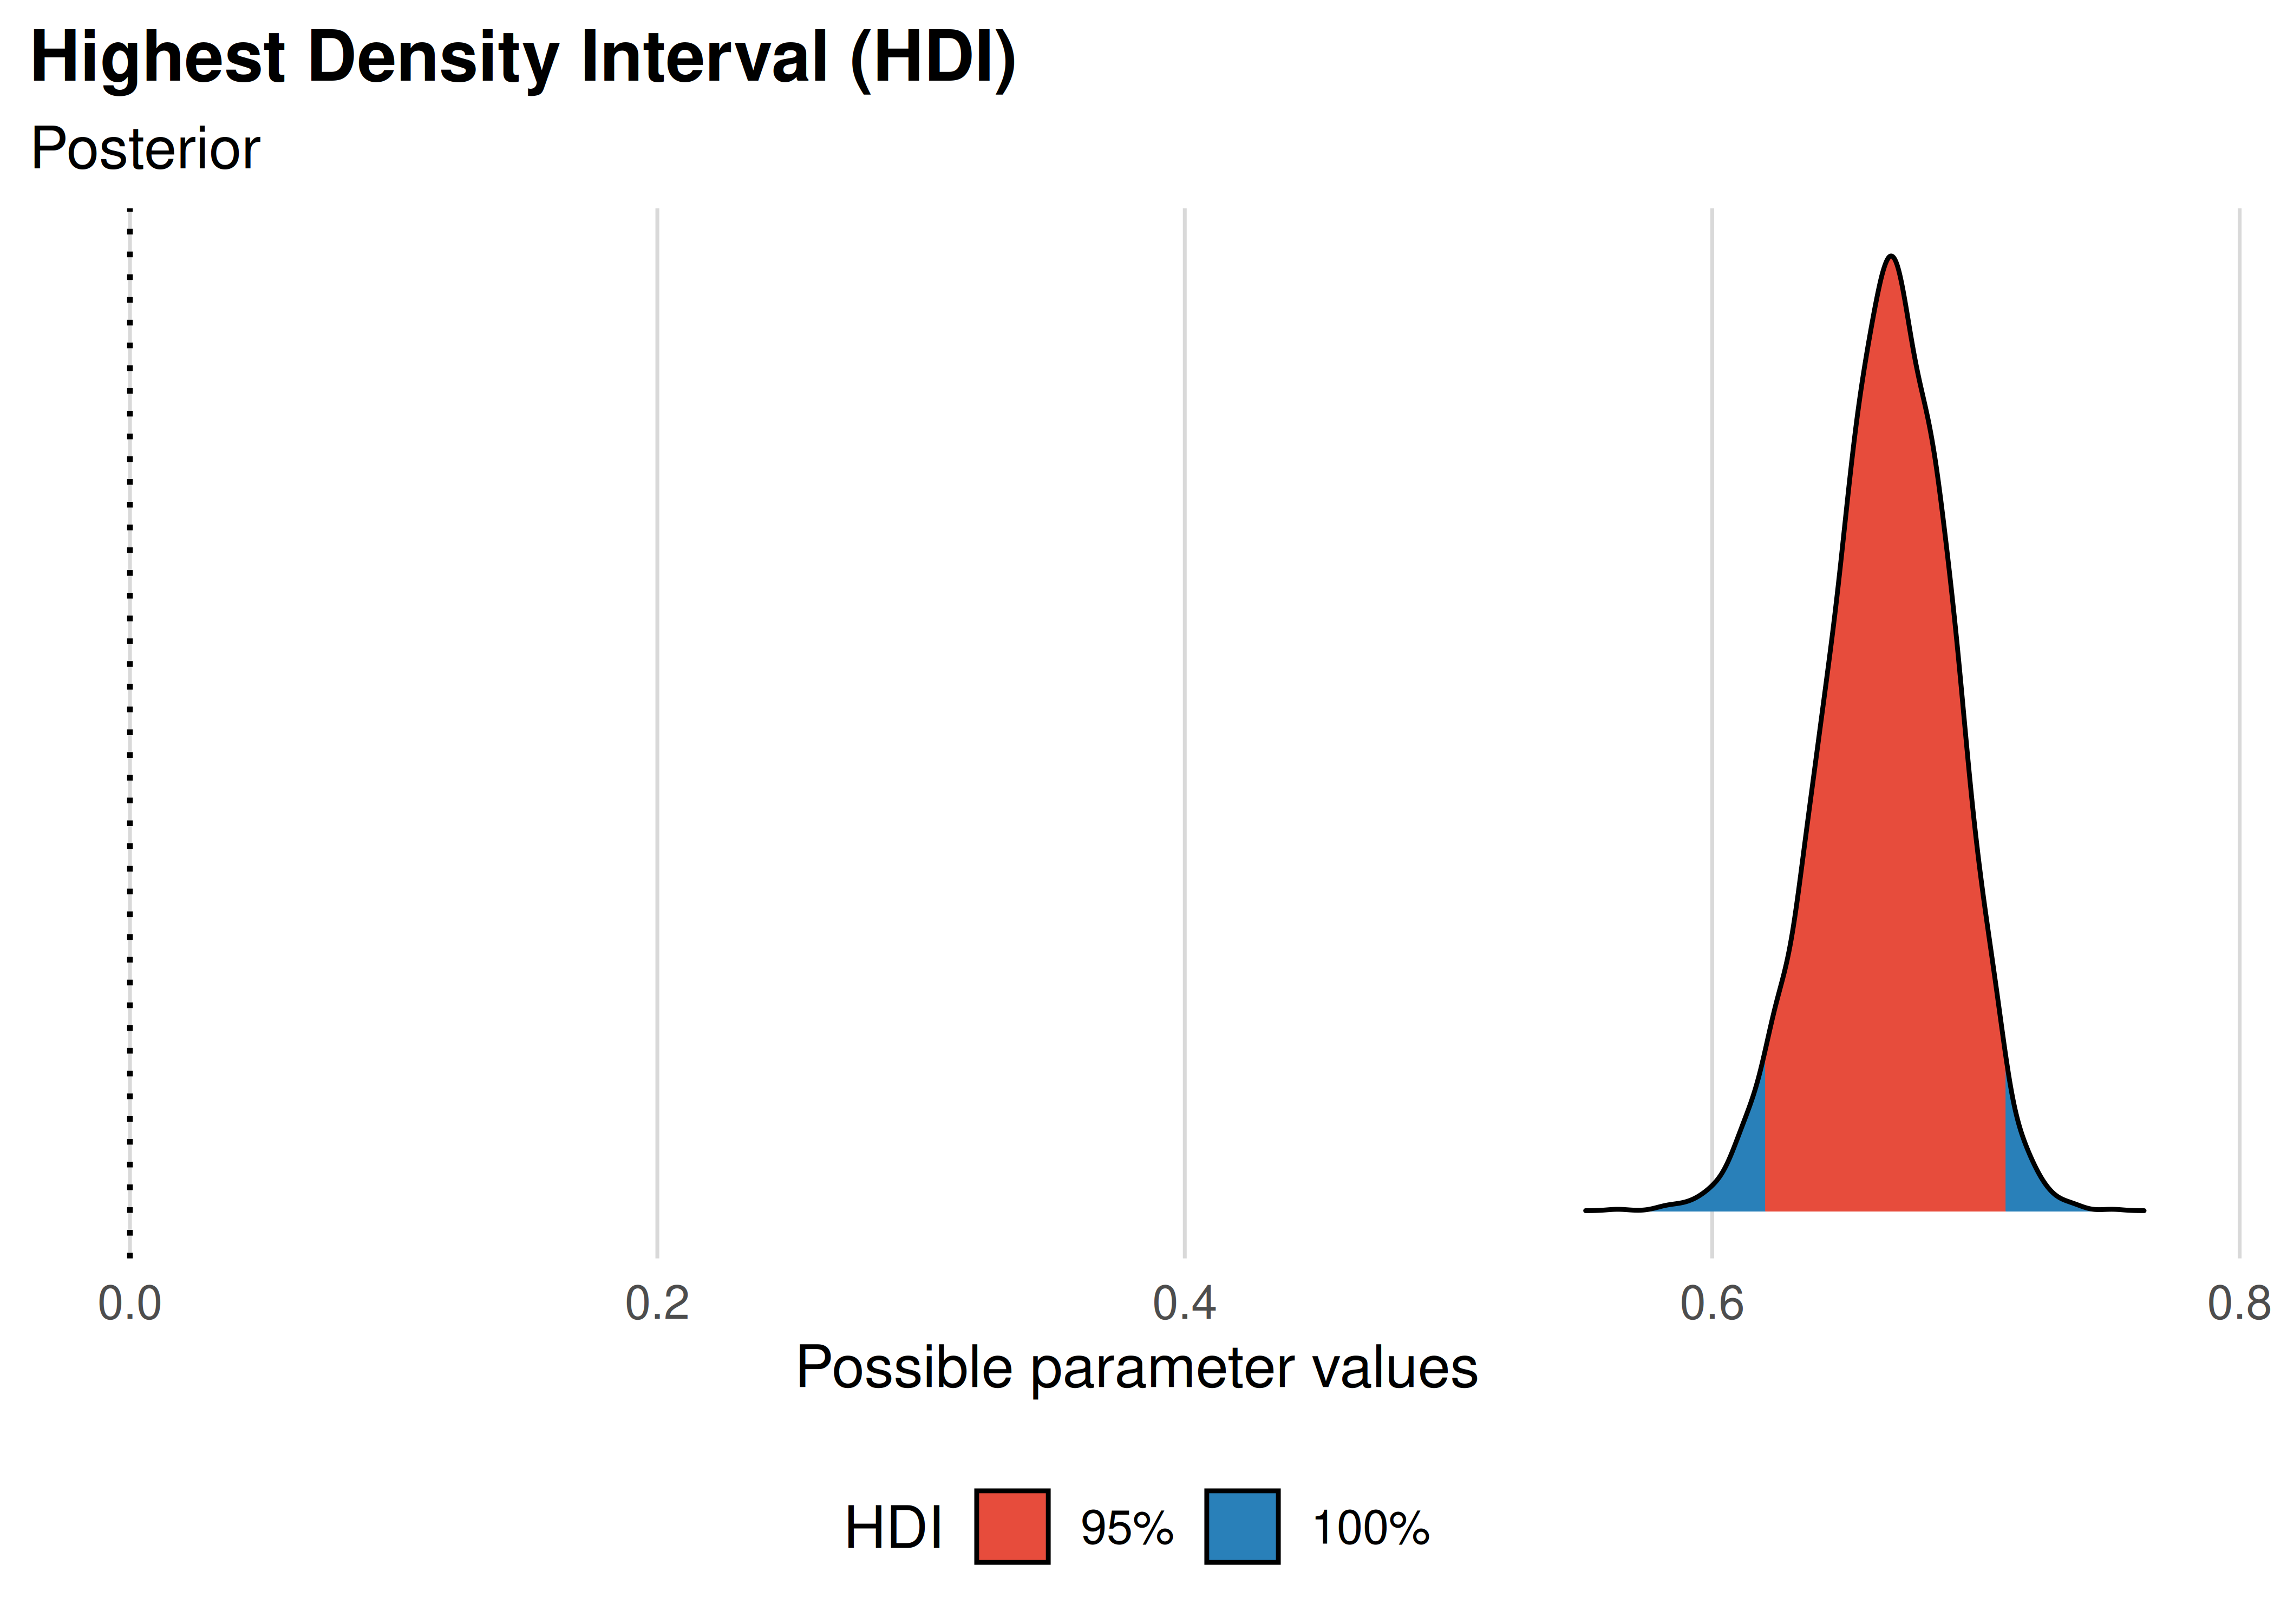 Highest Density Interval (HDI)
Posterior
0.0 0.2 0.4 0.6 0.8
Possible parameter values
HDI 95% 100%